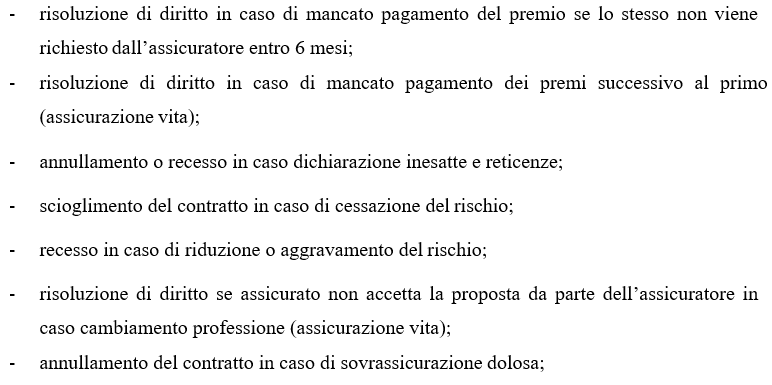 - risoluzione di diritto in caso di mancato pagamento del premio se lo stesso non viene
richiesto dall’assicuratore entro 6 mesi;
- risoluzione di diritto in caso di mancato pagamento dei premi successivo al primo
(assicurazione vita);
- annullamento o recesso in caso dichiarazione inesatte e reticenze;
- scioglimento del contratto in caso di cessazione del rischio;
- recesso in caso di riduzione o aggravamento del rischio;
- risoluzione di diritto se assicurato non accetta la proposta da parte dell’assicuratore in
caso cambiamento professione (assicurazione vita);
- annullamento del contratto in caso di sovrassicurazione dolosa;